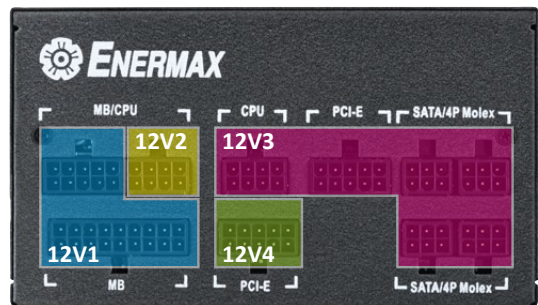 ENERMAX
MB/CPU
CPU
PCI-E
SATA/4P Molex
12V2
12V3
12V1
12V4
MB
PCI-E
SATA/4P Molex